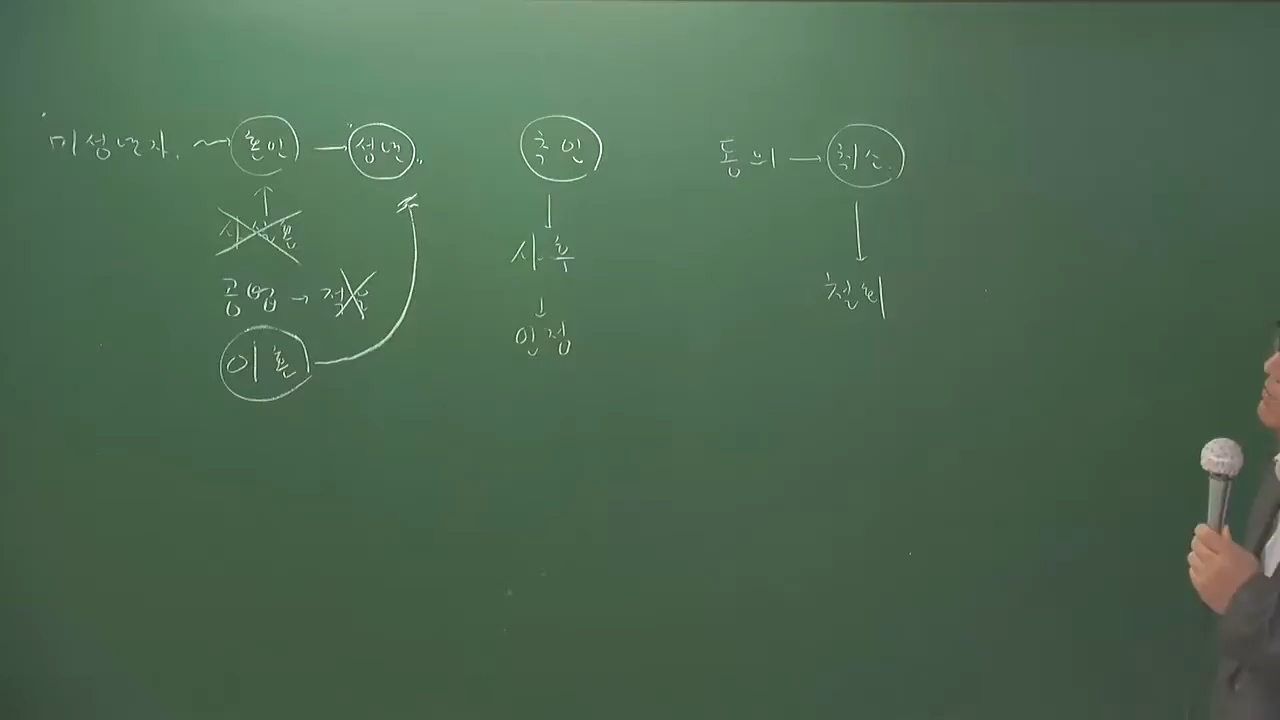 미성년자. → 혼인 → "성년"
사실혼
공법 → 적용
이혼
추인
사후
↓
인정
동의 → 취소.
철회